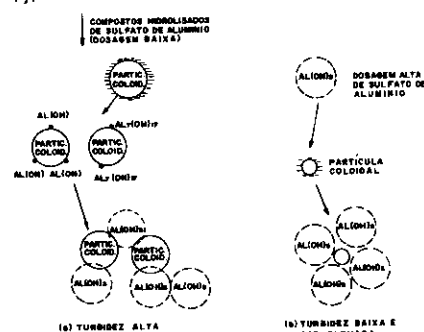 COMPOSTOS HIDROLISADOS
DE SULFATO DE ALUMINIO
(DOSAGEM BAIXA)
PARTIC.
COLOID.
AL(OH)
PARTIC.
COLOID.
AL(OH) AL(OH)
AL₇(OH)₁₇
PARTIC.
COLOID.
AL₇(OH)₁₇
AL(OH)₃
PARTIC.
COLOID.
PARTIC.
COLOID.
AL(OH)₃
AL(OH)₃
AL(OH)₃
(a) TURBIDEZ ALTA
AL(OH)₃
DOSAGEM ALTA
DE SULFATO DE
ALUMINIO
PARTÍCULA
COLOIDAL
AL(OH)₃
AL(OH)₃
AL(OH)₃
AL(OH)₃
(b) TURBIDEZ BAIXA E